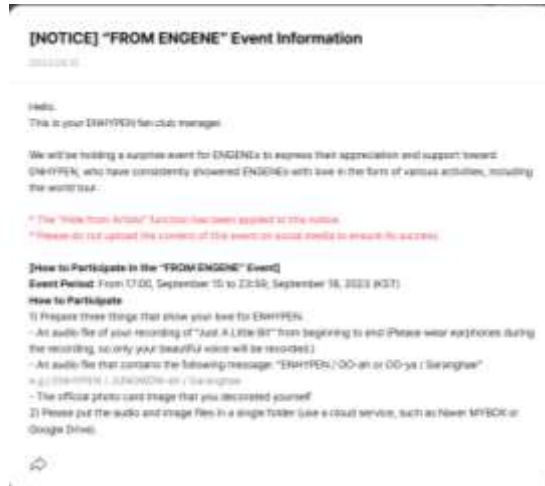 [NOTICE] "FROM ENGENE" Event Information
Hello.
This is your ENHYPEN fan club manager.
We will be holding a surprise event for ENGENEs to express their appreciation and support toward
ENHYPEN, who have consistently showered ENGENEs with love in the form of various activities, including
the world tour.
* The "Hide from Artists" function has been applied to this notice.
* Please do not upload the content of this event on social media to ensure its success.
[How to Participate in the "FROM ENGENE" Event]
Event Period: From 17:00, September 15 to 23:59, September 18, 2023 (KST)
How to Participate
1) Prepare three things that show your love for ENHYPEN.
- An audio file of your recording of "Just A Little Bit" from beginning to end (Please wear earphones during
the recording, so only your beautiful voice will be recorded.)
- An audio file that contains the following message: "ENHYPEN / OO-ah or OO-ya / Saranghae"
e.g.) ENHYPEN / JUNGWON-ah / Saranghae
- The official photo card image that you decorated yourself
2) Please put the audio and image files in a single folder (use a cloud service, such as Naver MYBOX or
Google Drive).